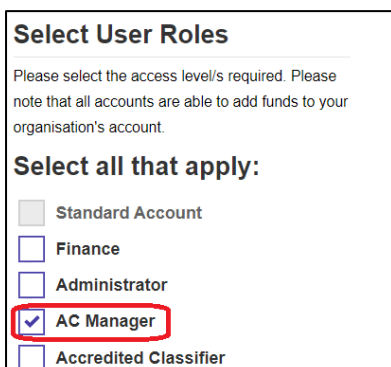 Select User Roles
Please select the access level/s required. Please
note that all accounts are able to add funds to your
organisation's account.
Select all that apply:
Standard Account
Finance
Administrator
AC Manager
Accredited Classifier